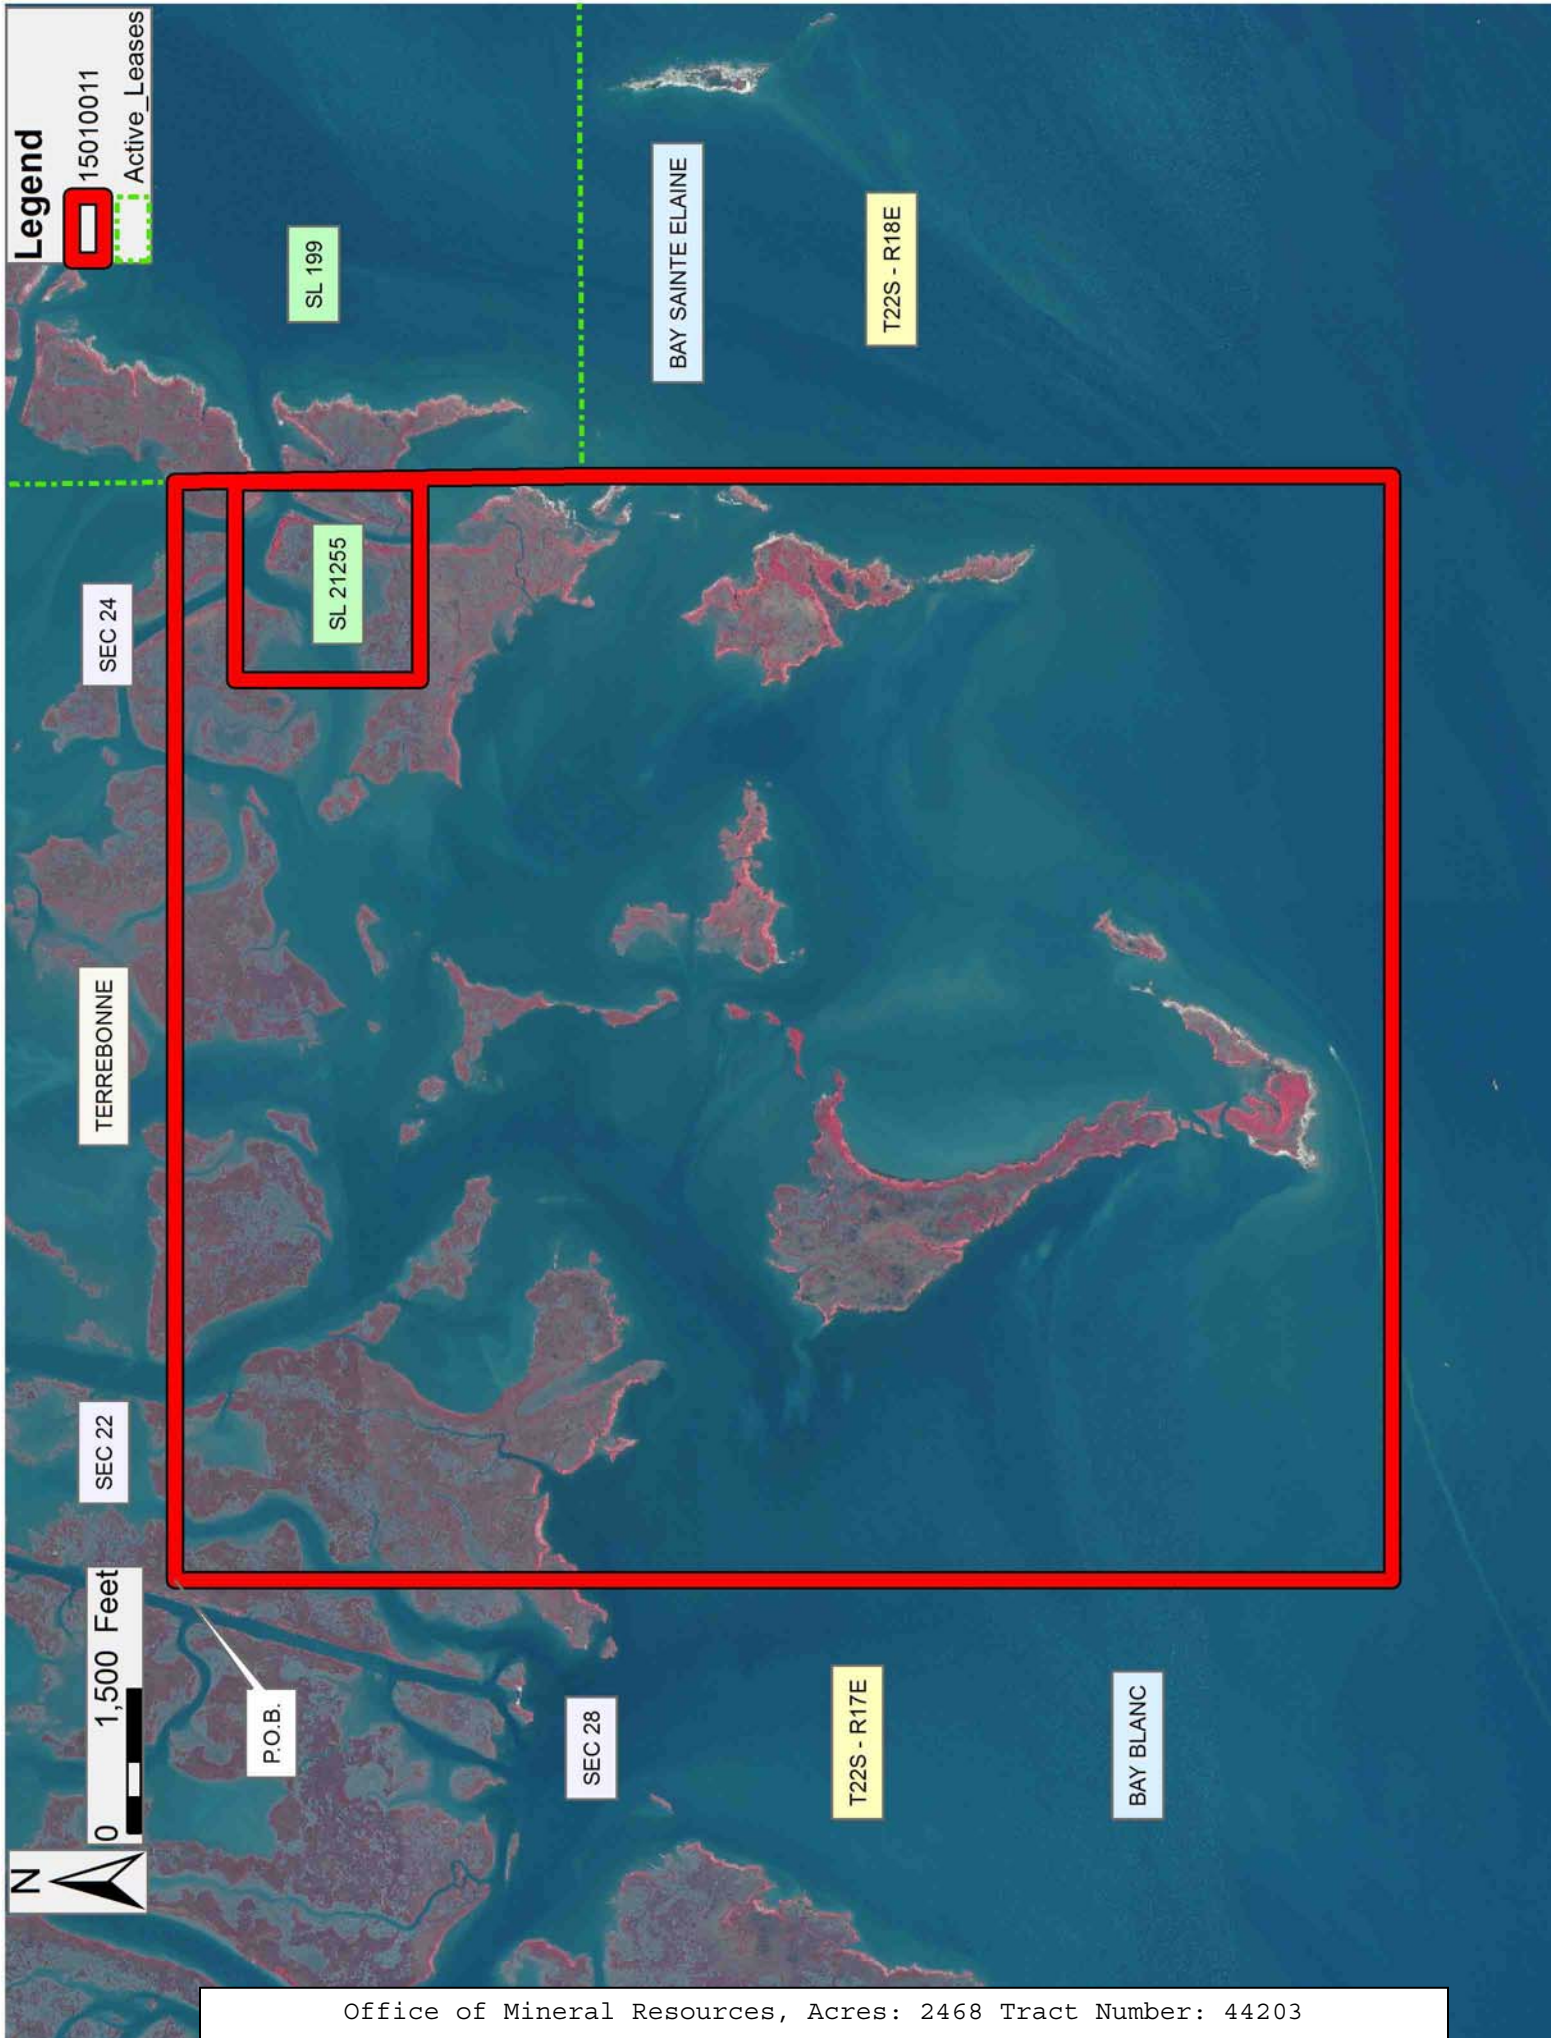 N
0 1,500 Feet
Legend
15010011
Active_Leases
SEC 22
TERREBONNE
SEC 24
P.O.B.
SL 21255
SL 199
SEC 28
BAY SAINTE ELAINE
T22S - R17E
T22S - R18E
BAY BLANC
Office of Mineral Resources, Acres: 2468 Tract Number: 44203